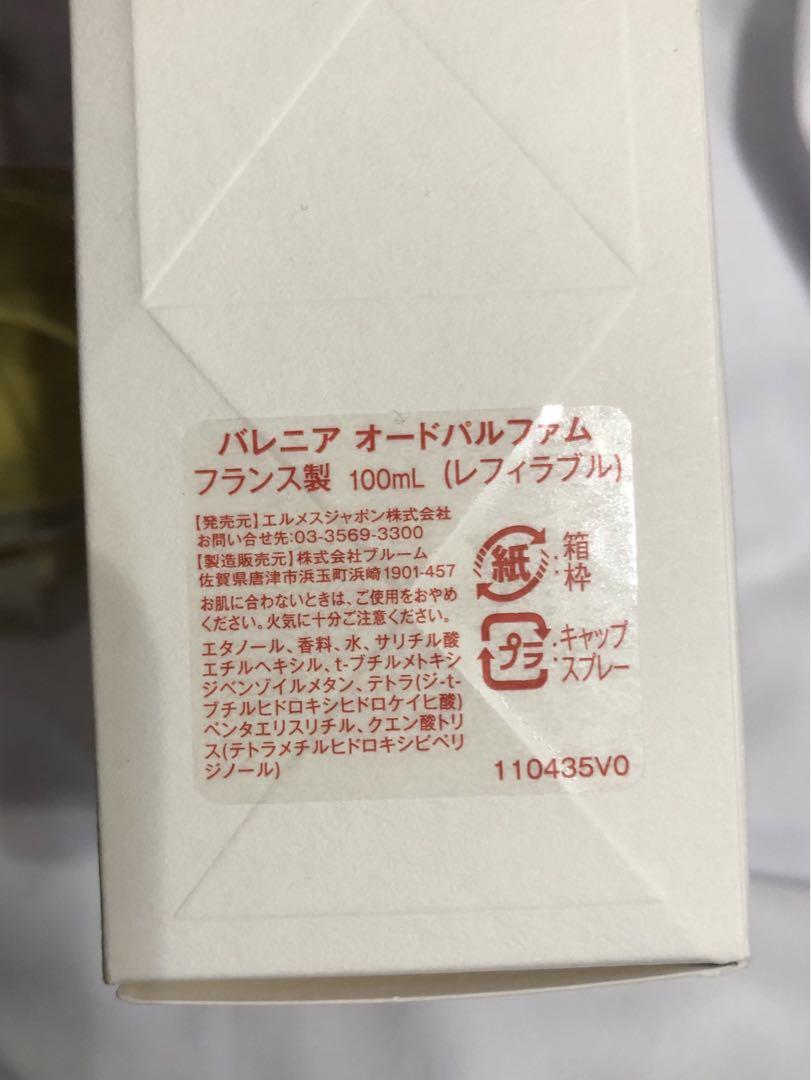 バレニア オードパルファム
フランス製 100mL (レフィラブル)
【発売元】エルメスジャポン株式会社
お問い合せ先:03-3569-3300
【製造販売元】株式会社ブルーム
佐賀県唐津市浜玉町浜崎1901-457
お肌に合わないときは、ご使用をおやめ
ください。火気に十分ご注意ください。
エタノール、香料、水、サリチル酸
エチルヘキシル、t-ブチルメトキシ
ジベンゾイルメタン、テトラ(ジ-t-
ブチルヒドロキシヒドロケイヒ酸)
ペンタエリスリチル、クエン酸トリ
ス(テトラメチルヒドロキシピペリ
ジノール)
紙
:箱
枠
プラ
:キャップ
スプレー
110435V0